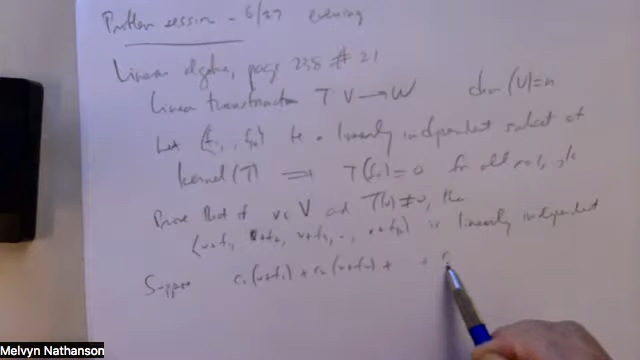 Problem session - 6/27 evening
Linear algebra, page 238 # 21
linear transformation T V → W dim(V)=n
Let {f₁, , fₖ} be a linearly independent subset of
kernel(T) ⟹ T(fᵢ)=0 for all i=1,..,k
Prove that if v∈V and T(v)≠0, then
{v+f₁, v+f₂, v+f₃, .., v+fₖ} is linearly independent
Suppose c₁(v+f₁) + c₂(v+f₂) + + c
Melvyn Nathanson